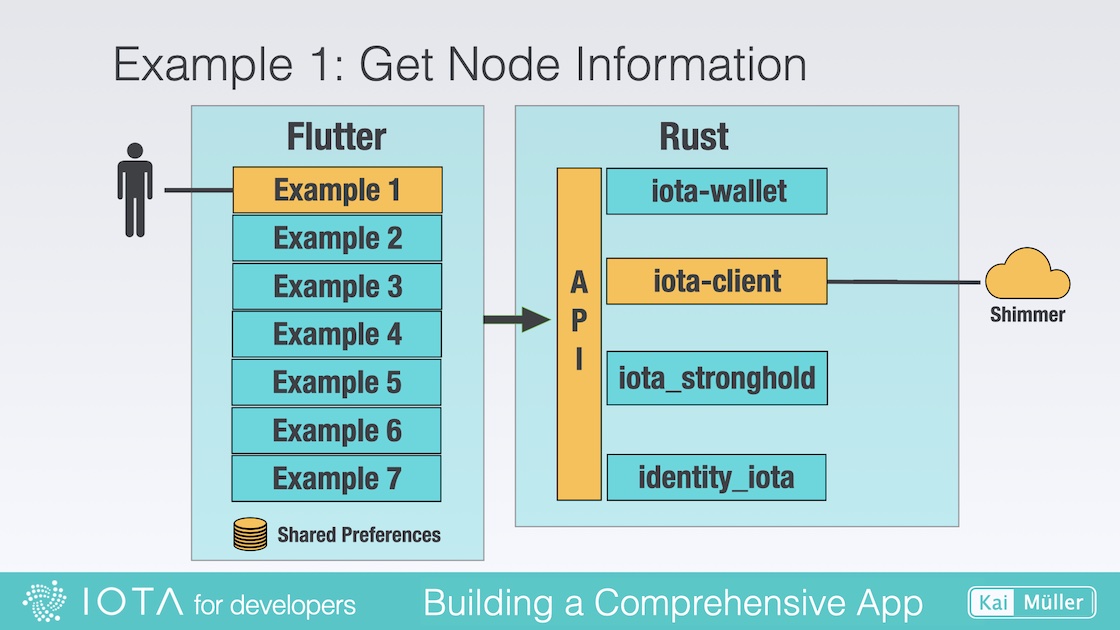 Example 1: Get Node Information
Flutter
Example 1
Example 2
Example 3
Example 4
Example 5
Example 6
Example 7
Shared Preferences
Rust
A
P
I
iota-wallet
iota-client
iota_stronghold
identity_iota
Shimmer
IOTA for developers
Building a Comprehensive App
Kai Müller